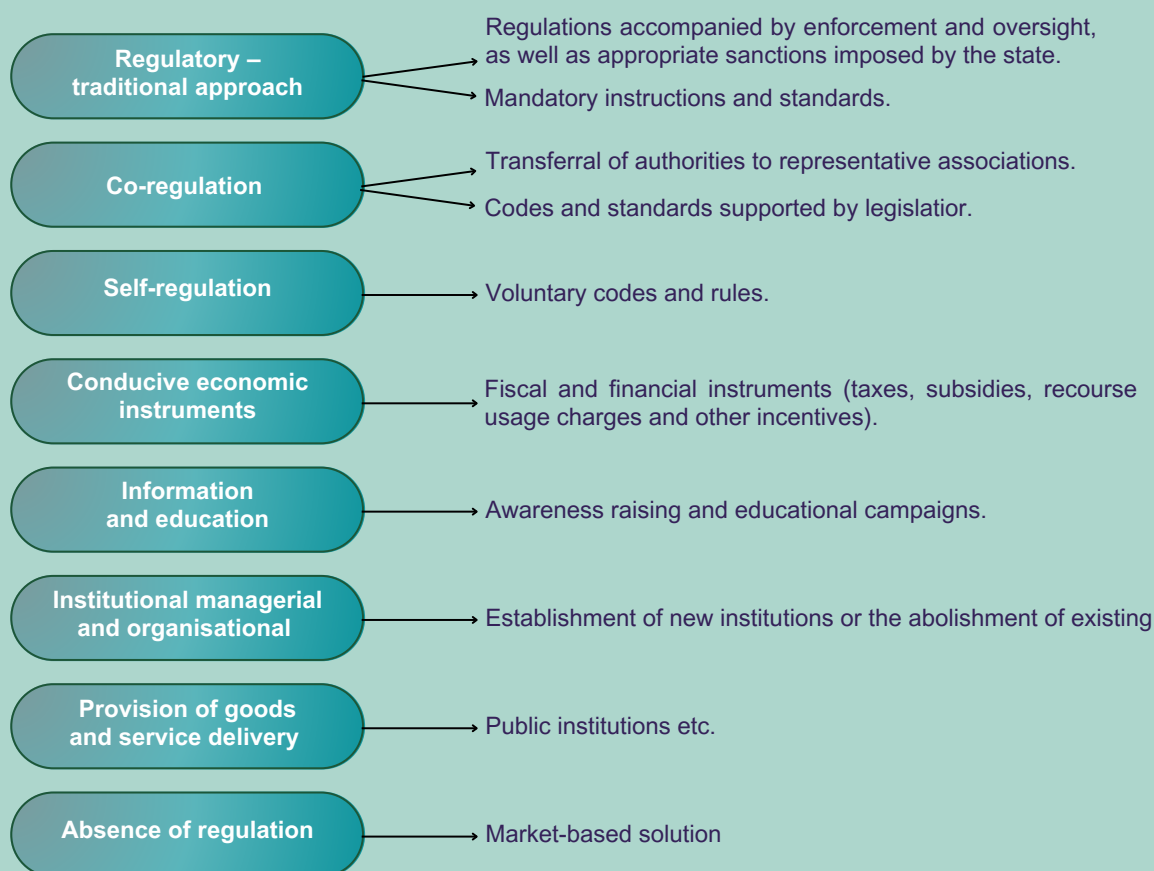 Regulatory –
traditional approach
Regulations accompanied by enforcement and oversight,
as well as appropriate sanctions imposed by the state.
Mandatory instructions and standards.
Co-regulation
Transferral of authorities to representative associations.
Codes and standards supported by legislatior.
Self-regulation
Voluntary codes and rules.
Conducive economic
instruments
Fiscal and financial instruments (taxes, subsidies, recourse
usage charges and other incentives).
Information
and education
Awareness raising and educational campaigns.
Institutional managerial
and organisational
Establishment of new institutions or the abolishment of existing
Provision of goods
and service delivery
Public institutions etc.
Absence of regulation
Market-based solution